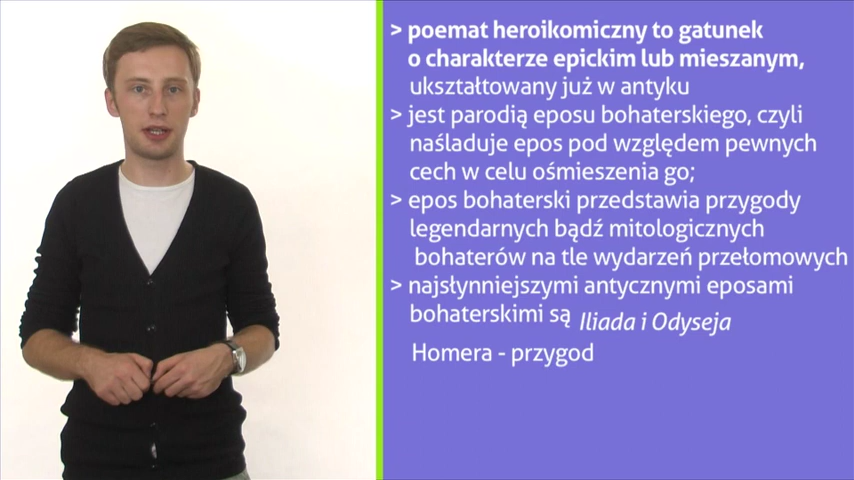 > poemat heroikomiczny to gatunek
o charakterze epickim lub mieszanym,
ukształtowany już w antyku
> jest parodią eposu bohaterskiego, czyli
naśladuje epos pod względem pewnych
cech w celu ośmieszenia go;
> epos bohaterski przedstawia przygody
legendarnych bądź mitologicznych
bohaterów na tle wydarzeń przełomowych
> najsłynniejszymi antycznymi eposami
bohaterskimi są Iliada i Odyseja
Homera - przygod